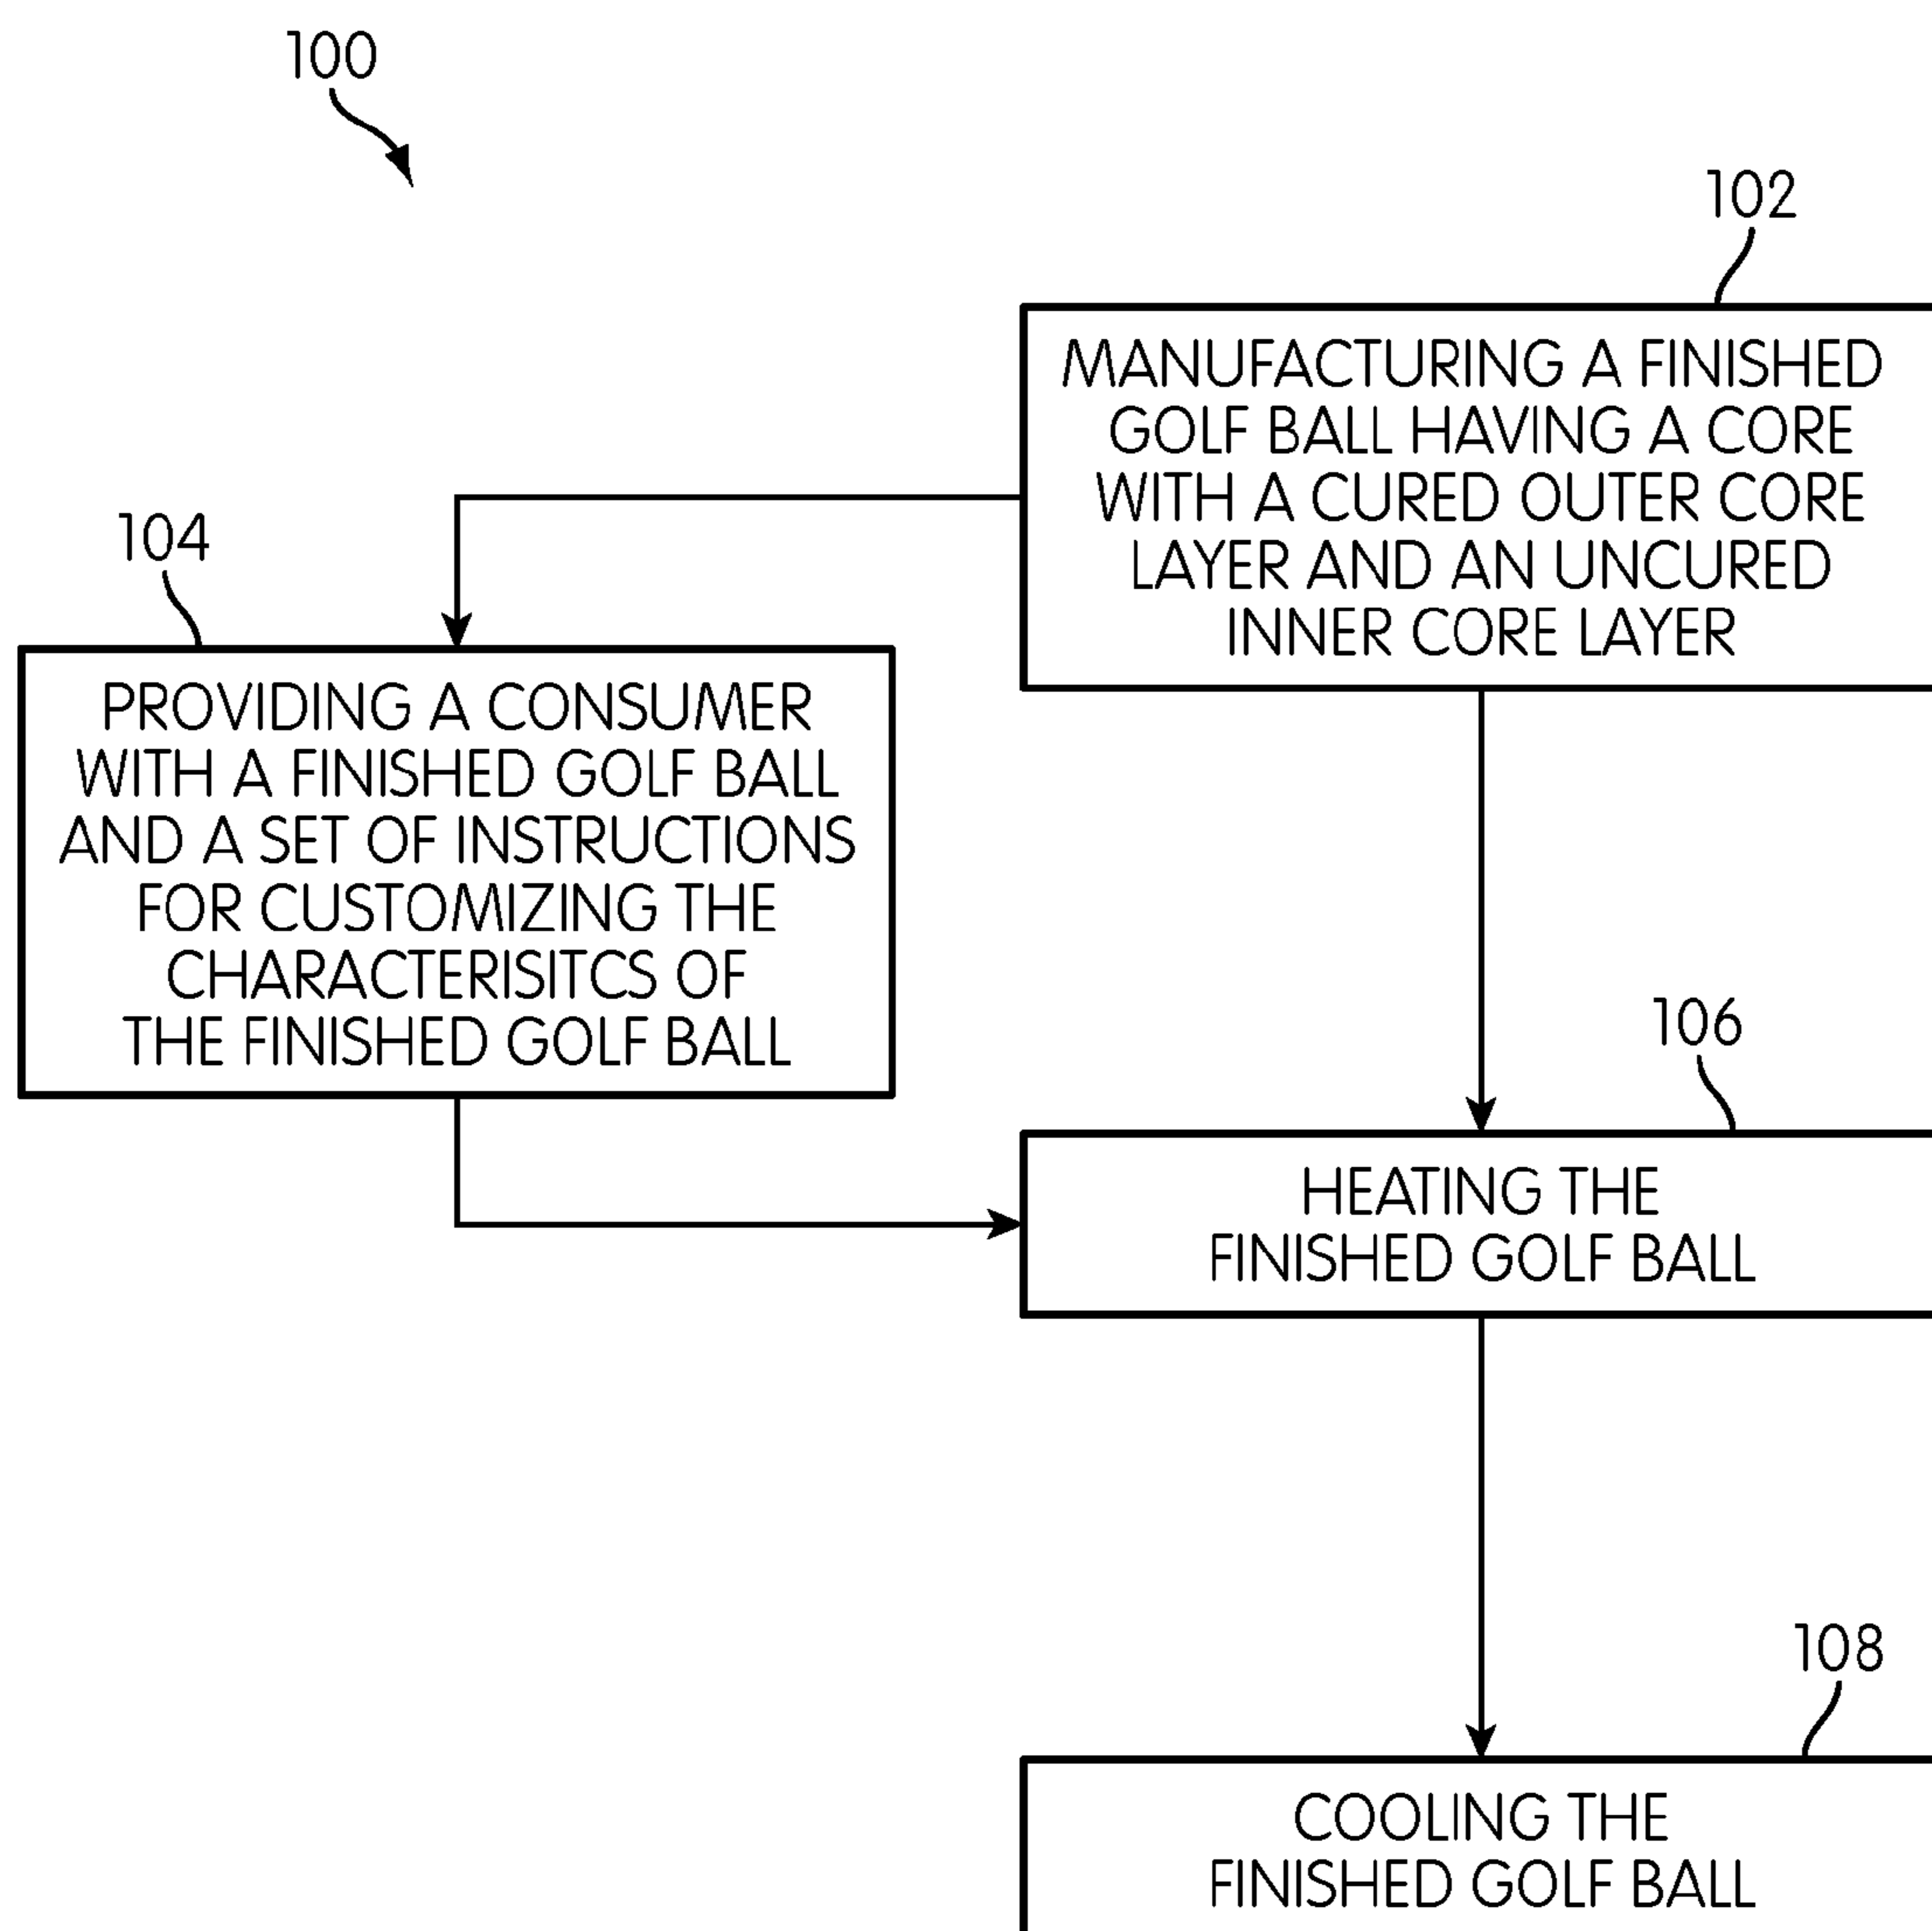 100
102
MANUFACTURING A FINISHED
GOLF BALL HAVING A CORE
WITH A CURED OUTER CORE
LAYER AND AN UNCURED
INNER CORE LAYER
104
PROVIDING A CONSUMER
WITH A FINISHED GOLF BALL
AND A SET OF INSTRUCTIONS
FOR CUSTOMIZING THE
CHARACTERISITCS OF
THE FINISHED GOLF BALL
106
HEATING THE
FINISHED GOLF BALL
108
COOLING THE
FINISHED GOLF BALL